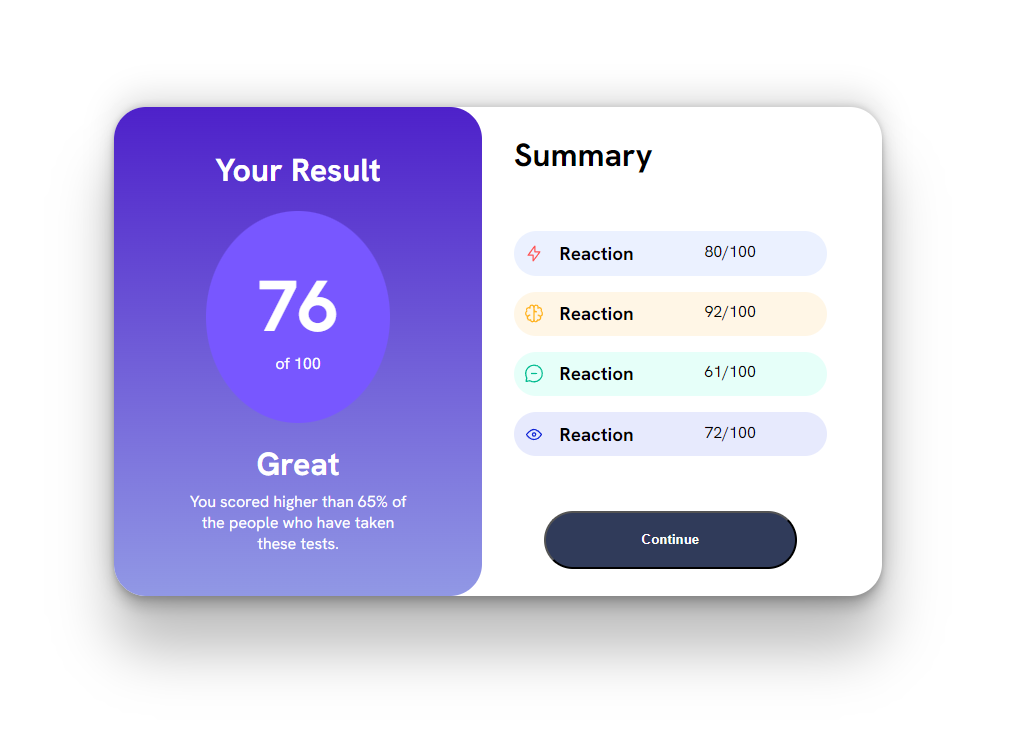 Your Result
76
of 100
Great
You scored higher than 65% of
the people who have taken
these tests.
Summary
Reaction 80/100
Reaction 92/100
Reaction 61/100
Reaction 72/100
Continue